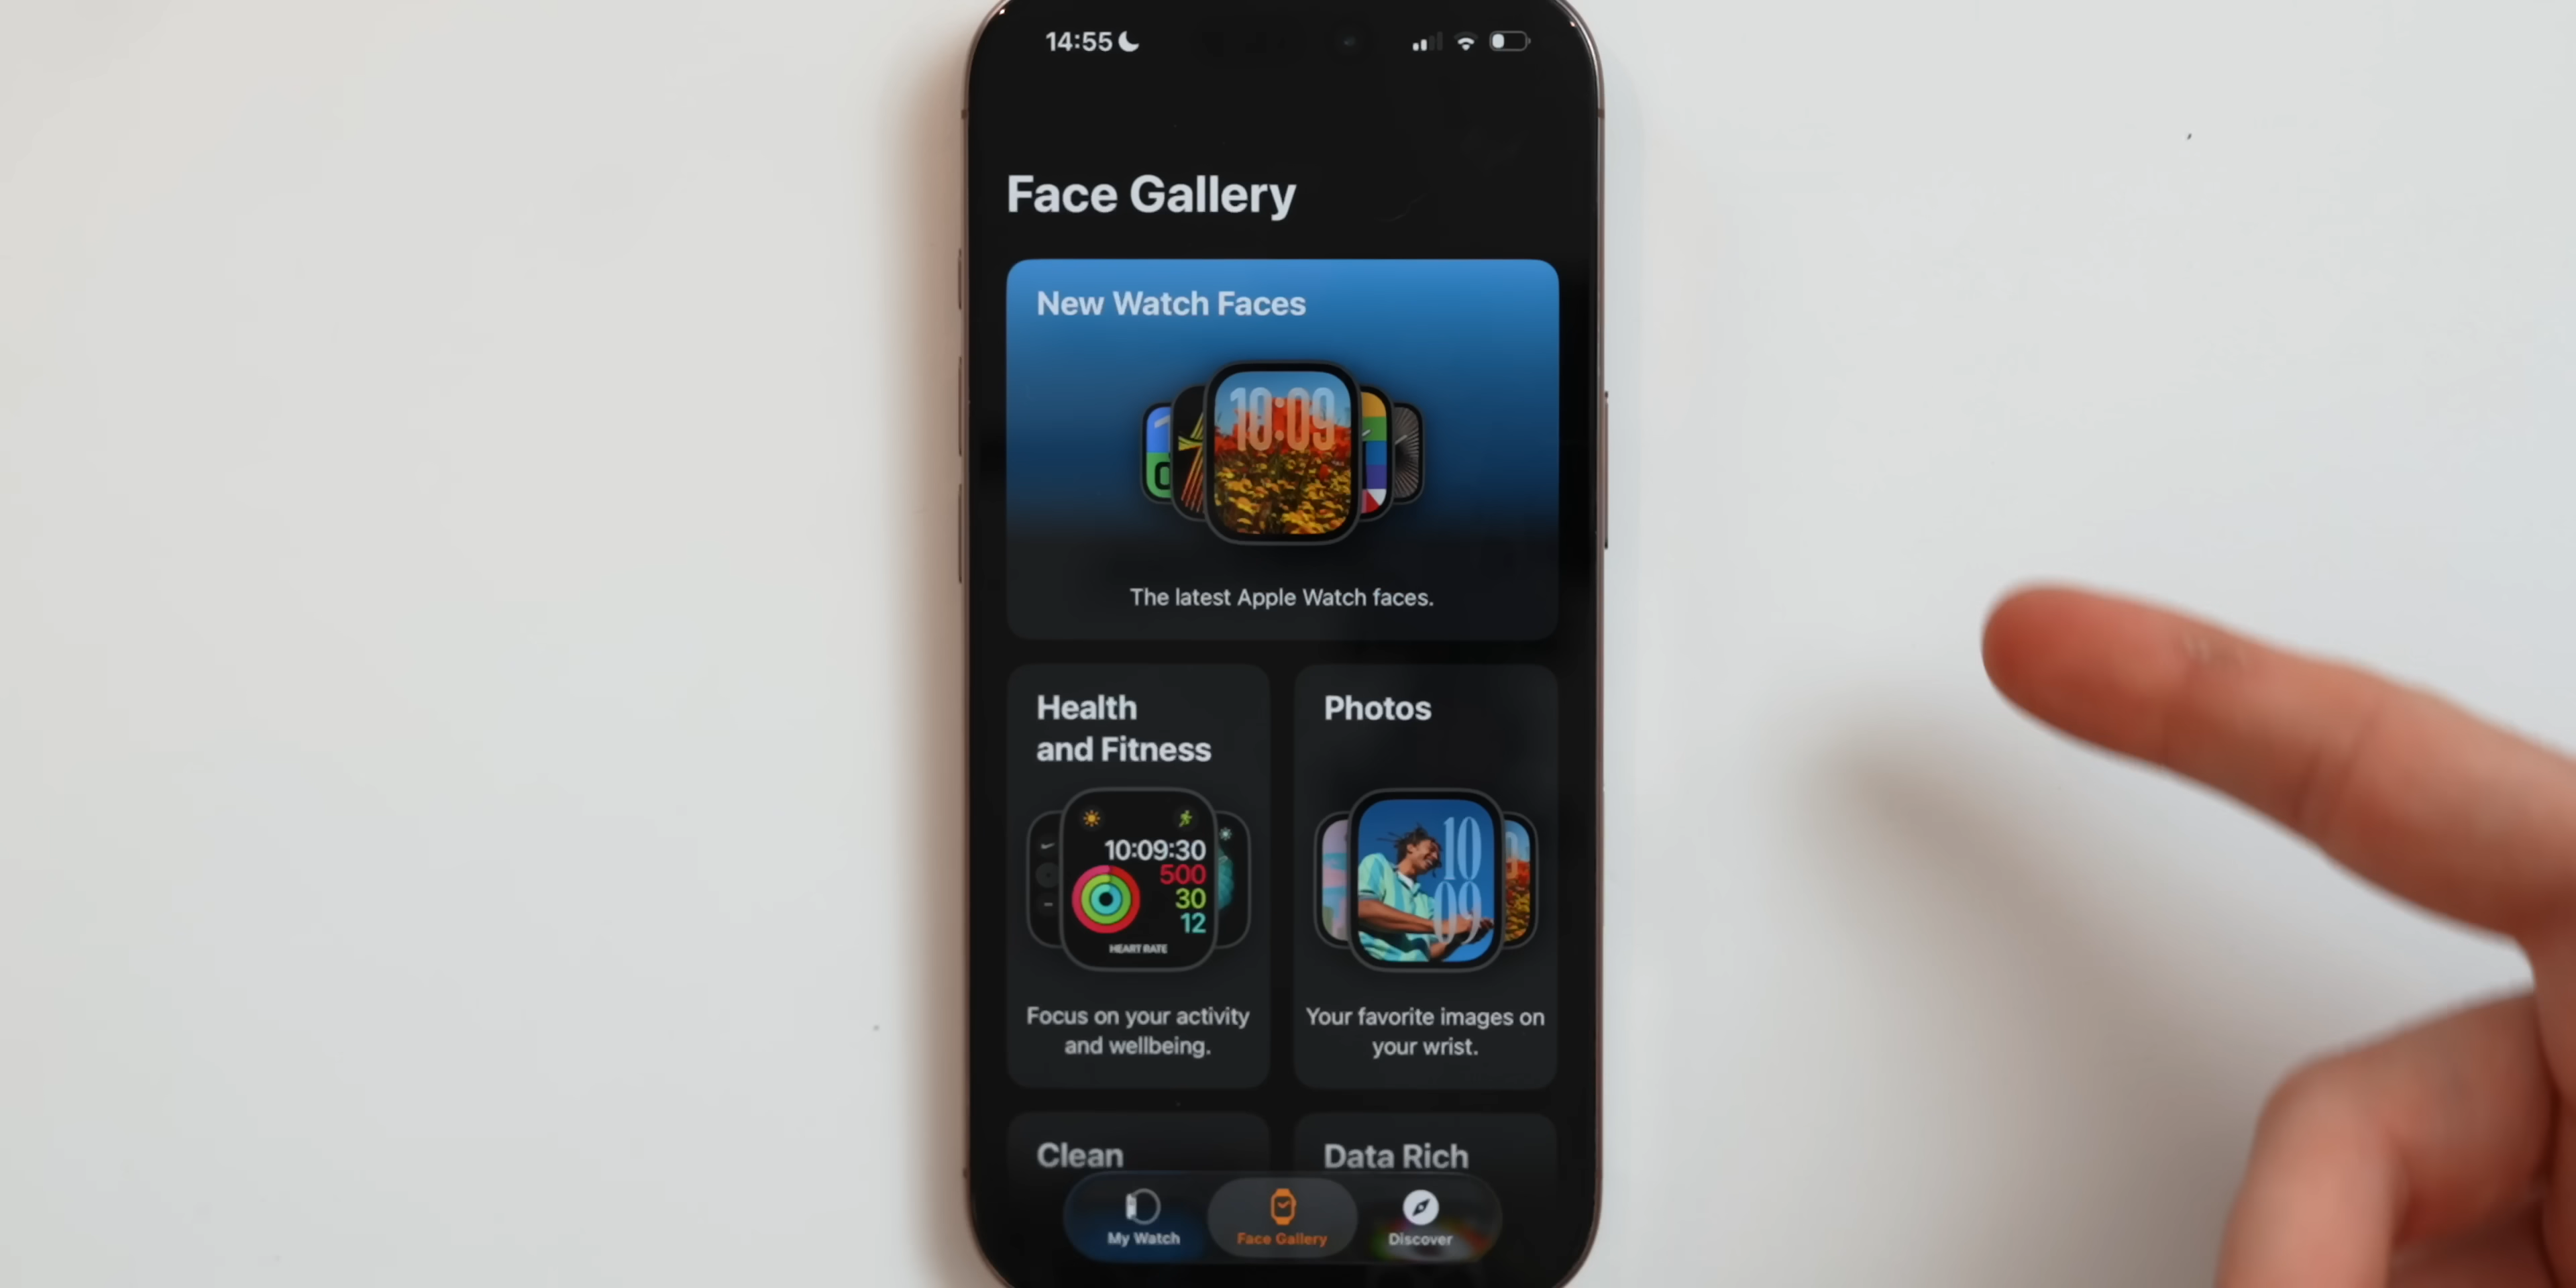 14:55
Face Gallery
New Watch Faces
10:09
The latest Apple Watch faces.
Health
and Fitness
10:09:30
500
30
12
HEART RATE
Focus on your activity
and wellbeing.
Photos
10
09
Your favorite images on
your wrist.
Clean
Data Rich
My Watch
Face Gallery
Discover